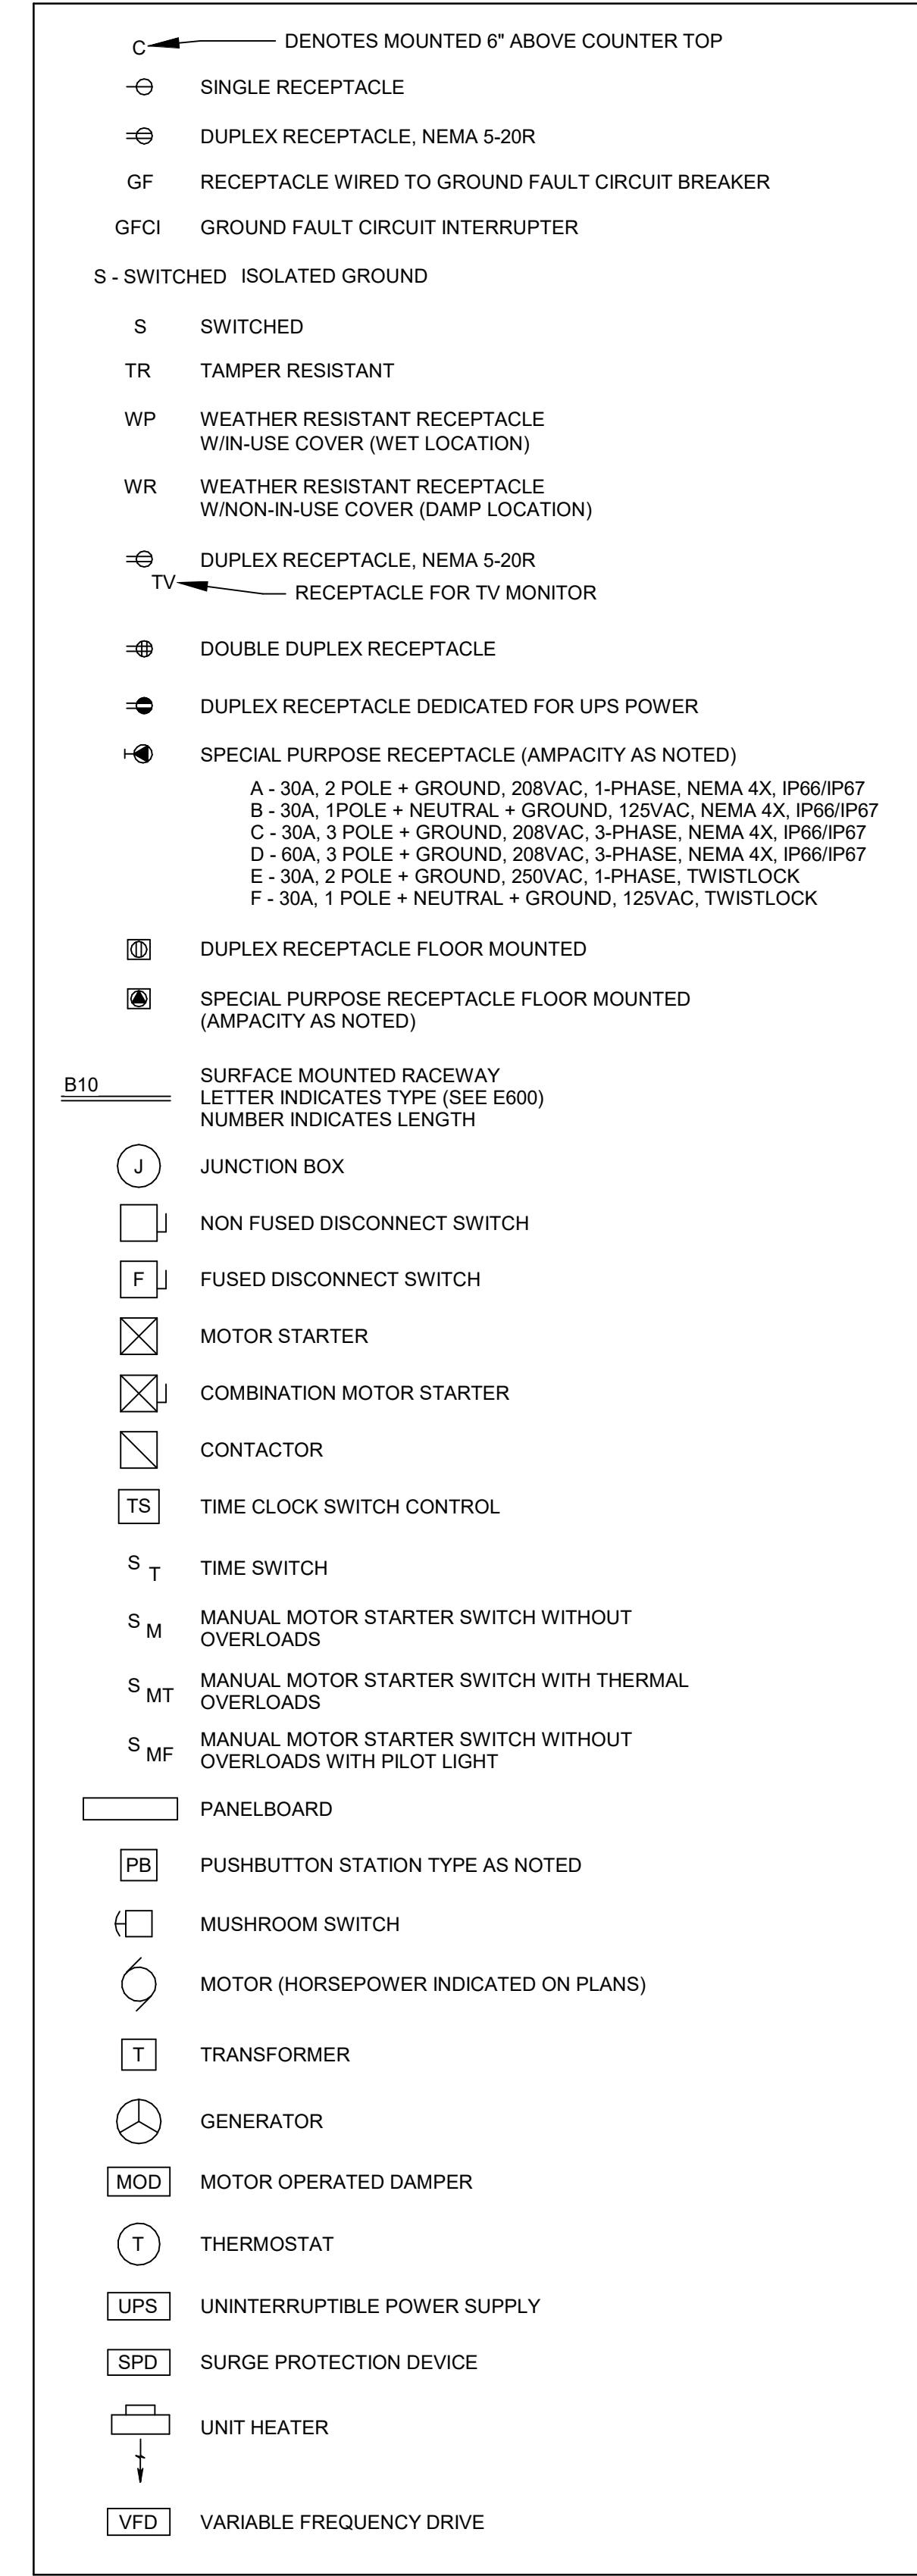 C DENOTES MOUNTED 6" ABOVE COUNTER TOP
SINGLE RECEPTACLE
DUPLEX RECEPTACLE, NEMA 5-20R
GF RECEPTACLE WIRED TO GROUND FAULT CIRCUIT BREAKER
GFCI GROUND FAULT CIRCUIT INTERRUPTER
S - SWITCHED ISOLATED GROUND
S SWITCHED
TR TAMPER RESISTANT
WP WEATHER RESISTANT RECEPTACLE
W/IN-USE COVER (WET LOCATION)
WR WEATHER RESISTANT RECEPTACLE
W/NON-IN-USE COVER (DAMP LOCATION)
DUPLEX RECEPTACLE, NEMA 5-20R
TV RECEPTACLE FOR TV MONITOR
DOUBLE DUPLEX RECEPTACLE
DUPLEX RECEPTACLE DEDICATED FOR UPS POWER
SPECIAL PURPOSE RECEPTACLE (AMPACITY AS NOTED)
A - 30A, 2 POLE + GROUND, 208VAC, 1-PHASE, NEMA 4X, IP66/IP67
B - 30A, 1POLE + NEUTRAL + GROUND, 125VAC, NEMA 4X, IP66/IP67
C - 30A, 3 POLE + GROUND, 208VAC, 3-PHASE, NEMA 4X, IP66/IP67
D - 60A, 3 POLE + GROUND, 208VAC, 3-PHASE, NEMA 4X, IP66/IP67
E - 30A, 2 POLE + GROUND, 250VAC, 1-PHASE, TWISTLOCK
F - 30A, 1 POLE + NEUTRAL + GROUND, 125VAC, TWISTLOCK
DUPLEX RECEPTACLE FLOOR MOUNTED
SPECIAL PURPOSE RECEPTACLE FLOOR MOUNTED
(AMPACITY AS NOTED)
SURFACE MOUNTED RACEWAY
B10 LETTER INDICATES TYPE (SEE E600)
NUMBER INDICATES LENGTH
J JUNCTION BOX
NON FUSED DISCONNECT SWITCH
F FUSED DISCONNECT SWITCH
MOTOR STARTER
COMBINATION MOTOR STARTER
CONTACTOR
TS TIME CLOCK SWITCH CONTROL
S T TIME SWITCH
S M MANUAL MOTOR STARTER SWITCH WITHOUT
OVERLOADS
S MT MANUAL MOTOR STARTER SWITCH WITH THERMAL
OVERLOADS
S MF MANUAL MOTOR STARTER SWITCH WITHOUT
OVERLOADS WITH PILOT LIGHT
PANELBOARD
PB PUSHBUTTON STATION TYPE AS NOTED
MUSHROOM SWITCH
MOTOR (HORSEPOWER INDICATED ON PLANS)
T TRANSFORMER
GENERATOR
MOD MOTOR OPERATED DAMPER
T THERMOSTAT
UPS UNINTERRUPTIBLE POWER SUPPLY
SPD SURGE PROTECTION DEVICE
UNIT HEATER
VFD VARIABLE FREQUENCY DRIVE